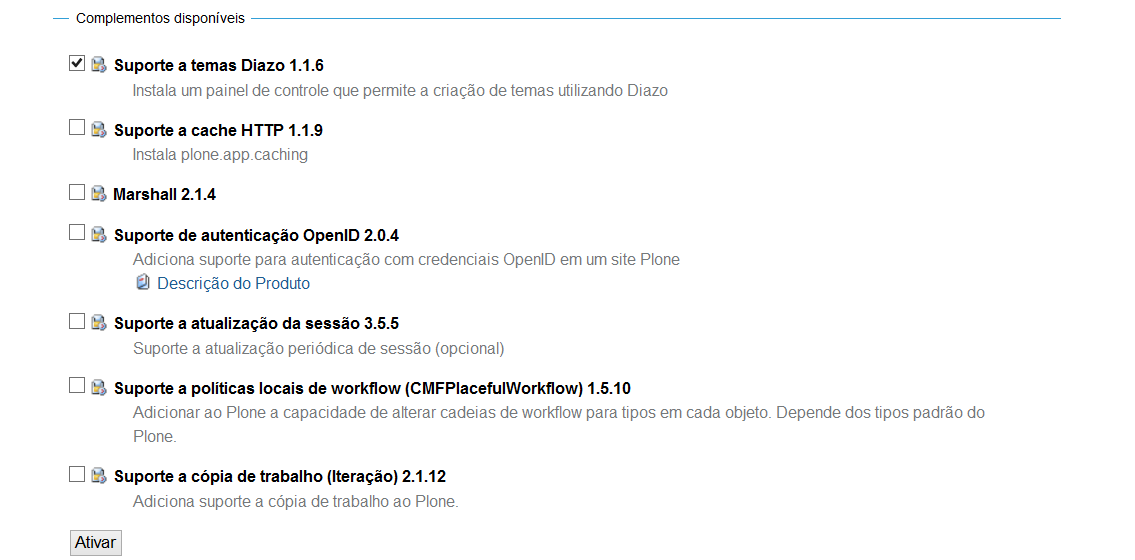 Complementos disponíveis
Suporte a temas Diazo 1.1.6
Instala um painel de controle que permite a criação de temas utilizando Diazo
Suporte a cache HTTP 1.1.9
Instala plone.app.caching
Marshall 2.1.4
Suporte de autenticação OpenID 2.0.4
Adiciona suporte para autenticação com credenciais OpenID em um site Plone
Descrição do Produto
Suporte a atualização da sessão 3.5.5
Suporte a atualização periódica de sessão (opcional)
Suporte a políticas locais de workflow (CMFPlacefulWorkflow) 1.5.10
Adicionar ao Plone a capacidade de alterar cadeias de workflow para tipos em cada objeto. Depende dos tipos padrão do
Plone.
Suporte a cópia de trabalho (Iteração) 2.1.12
Adiciona suporte a cópia de trabalho ao Plone.
Ativar